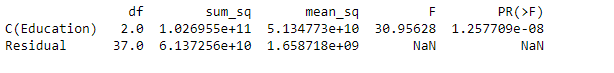 df sum_sq mean_sq F PR(>F)
C(Education) 2.0 1.026955e+11 5.134773e+10 30.95628 1.257709e-08
Residual 37.0 6.137256e+10 1.658718e+09 NaN NaN